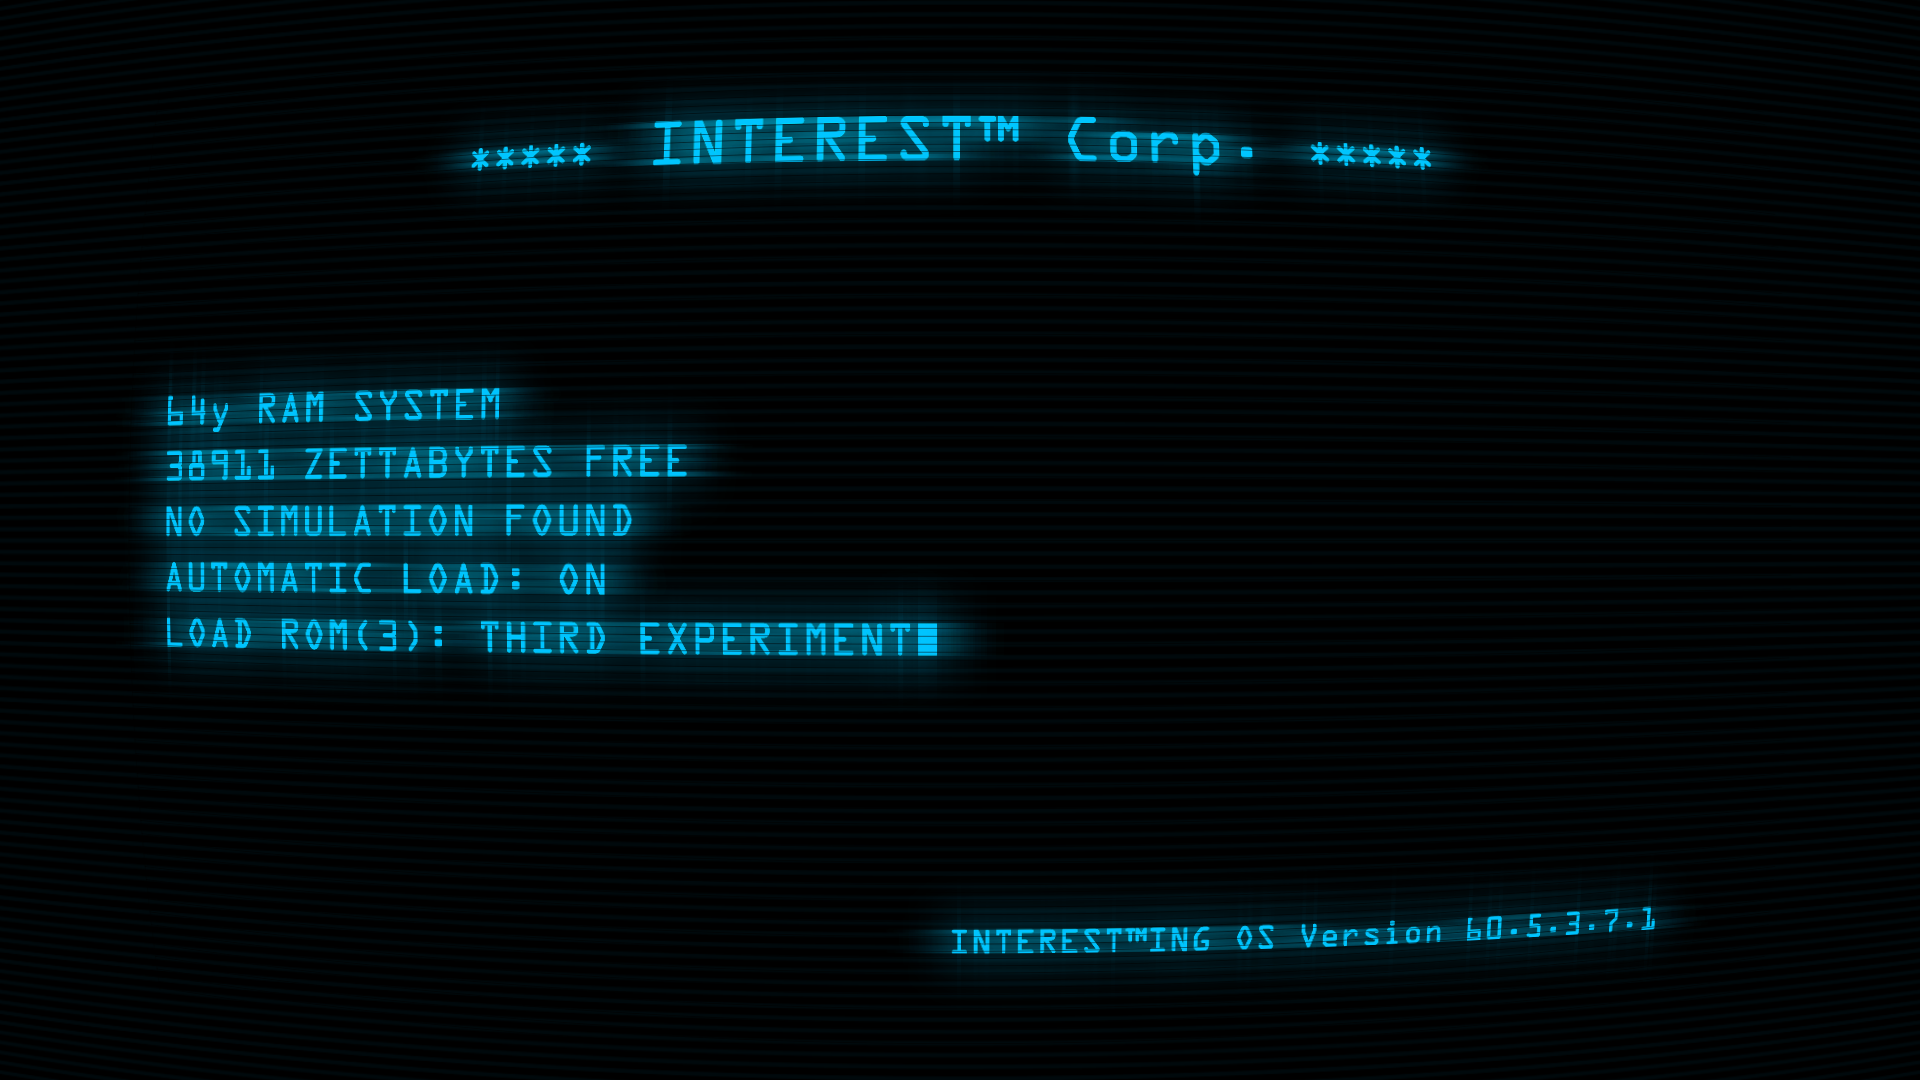 ***** INTEREST™ Corp. *****
64y RAM SYSTEM
38911 ZETTABYTES FREE
NO SIMULATION FOUND
AUTOMATIC LOAD: ON
LOAD ROM(3): THIRD EXPERIMENT
INTEREST™ING OS Version 60.5.3.7.1